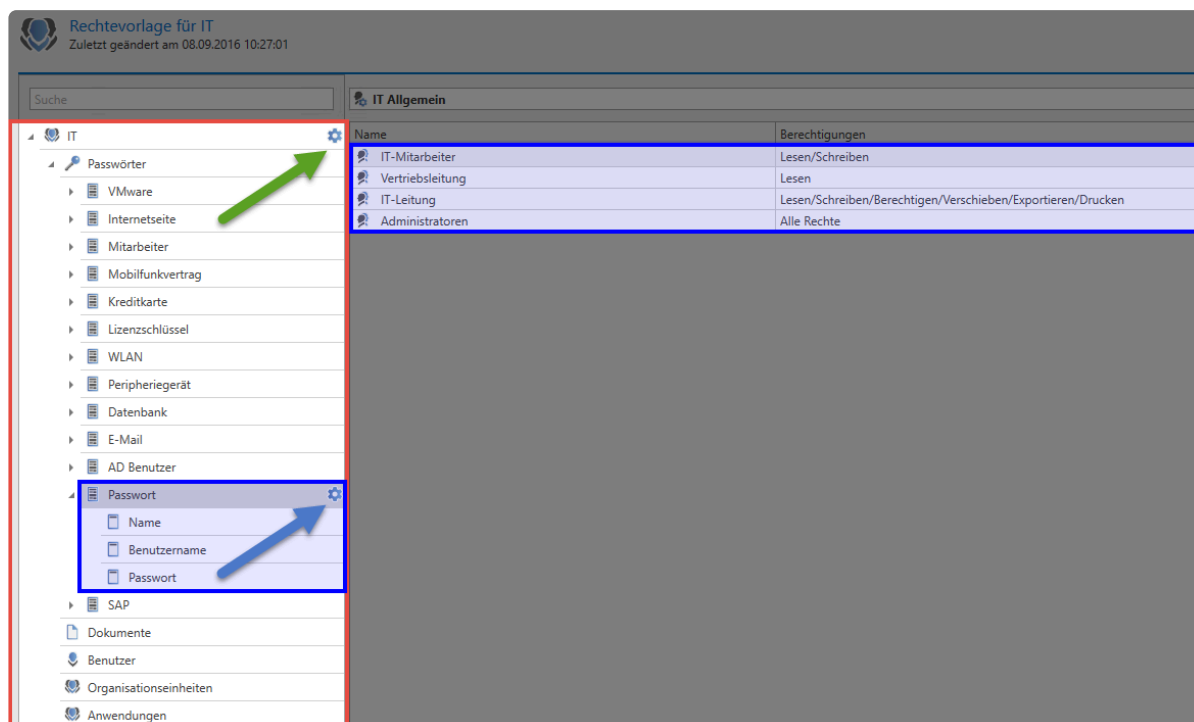 Rechtevorlage für IT
Zuletzt geändert am 08.09.2016 10:27:01
Suche
IT Allgemein
IT
Passwörter
VMware
Internetseite
Mitarbeiter
Mobilfunkvertrag
Kreditkarte
Lizenzschlüssel
WLAN
Peripheriegerät
Datenbank
E-Mail
AD Benutzer
Passwort
Name
Benutzername
Passwort
SAP
Dokumente
Benutzer
Organisationseinheiten
Anwendungen
Name Berechtigungen
IT-Mitarbeiter Lesen/Schreiben
Vertriebsleitung Lesen
IT-Leitung Lesen/Schreiben/Berechtigen/Verschieben/Exportieren/Drucken
Administratoren Alle Rechte